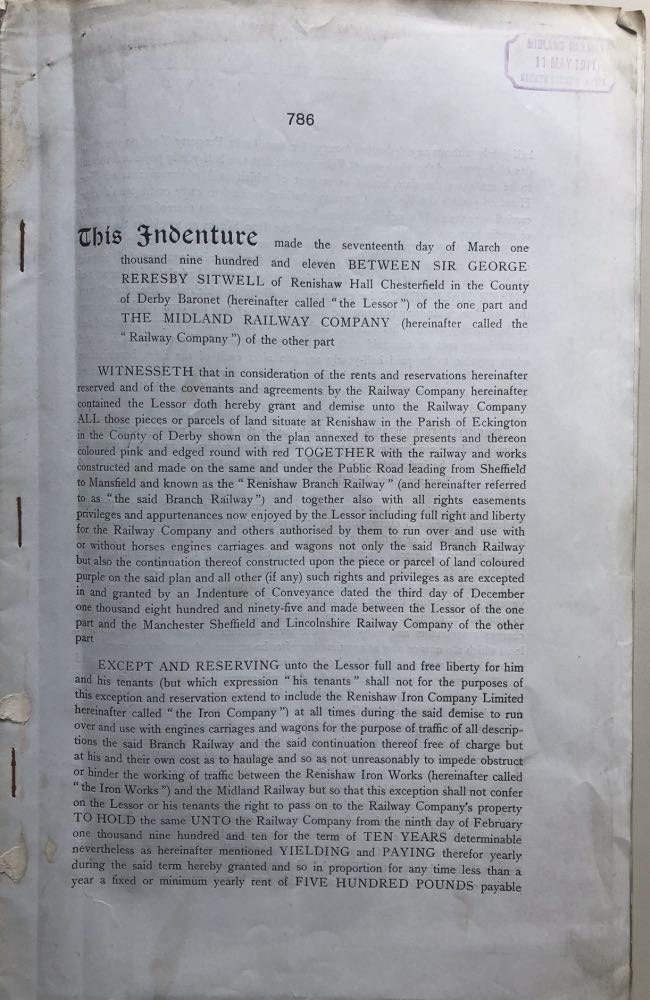 MIDLAND RAILWAY
11 MAY 1911
786
This Indenture made the seventeenth day of March one
thousand nine hundred and eleven BETWEEN SIR GEORGE
RERESBY SITWELL of Renishaw Hall Chesterfield in the County
of Derby Baronet (hereinafter called "the Lessor") of the one part and
THE MIDLAND RAILWAY COMPANY (hereinafter called the
"Railway Company") of the other part
WITNESSETH that in consideration of the rents and reservations hereinafter
reserved and of the covenants and agreements by the Railway Company hereinafter
contained the Lessor doth hereby grant and demise unto the Railway Company
ALL those pieces or parcels of land situate at Renishaw in the Parish of Eckington
in the County of Derby shown on the plan annexed to these presents and thereon
coloured pink and edged round with red TOGETHER with the railway and works
constructed and made on the same and under the Public Road leading from Sheffield
to Mansfield and known as the "Renishaw Branch Railway" (and hereinafter referred
to as "the said Branch Railway") and together also with all rights easements
privileges and appurtenances now enjoyed by the Lessor including full right and liberty
for the Railway Company and others authorised by them to run over and use with
or without horses engines carriages and wagons not only the said Branch Railway
but also the continuation thereof constructed upon the piece or parcel of land coloured
purple on the said plan and all other (if any) such rights and privileges as are excepted
in and granted by an Indenture of Conveyance dated the third day of December
one thousand eight hundred and ninety-five and made between the Lessor of the one
part and the Manchester Sheffield and Lincolnshire Railway Company of the other
part
EXCEPT AND RESERVING unto the Lessor full and free liberty for him
and his tenants (but which expression "his tenants" shall not for the purposes of
this exception and reservation extend to include the Renishaw Iron Company Limited
hereinafter called "the Iron Company") at all times during the said demise to run
over and use with engines carriages and wagons for the purpose of traffic of all descrip-
tions the said Branch Railway and the said continuation thereof free of charge but
at his and their own cost as to haulage and so as not unreasonably to impede obstruct
or hinder the working of traffic between the Renishaw Iron Works (hereinafter called
"the Iron Works") and the Midland Railway but so that this exception shall not confer
on the Lessor or his tenants the right to pass on to the Railway Company's property
TO HOLD the same UNTO the Railway Company from the ninth day of February
one thousand nine hundred and ten for the term of TEN YEARS determinable
nevertheless as hereinafter mentioned YIELDING and PAYING therefor yearly
during the said term hereby granted and so in proportion for any time less than a
year a fixed or minimum yearly rent of FIVE HUNDRED POUNDS payable